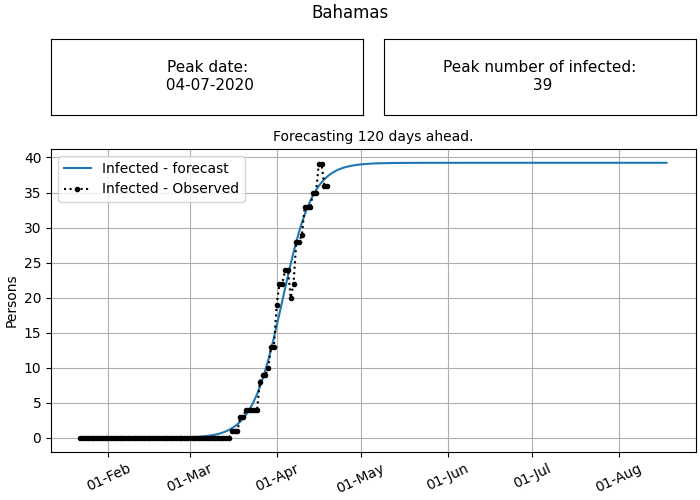 Bahamas
Peak date:
04-07-2020
Peak number of infected:
39
Forecasting 120 days ahead.
Infected - forecast
Infected - Observed
Persons
40
35
30
25
20
15
10
5
0
01-Feb
01-Mar
01-Apr
01-May
01-Jun
01-Jul
01-Aug